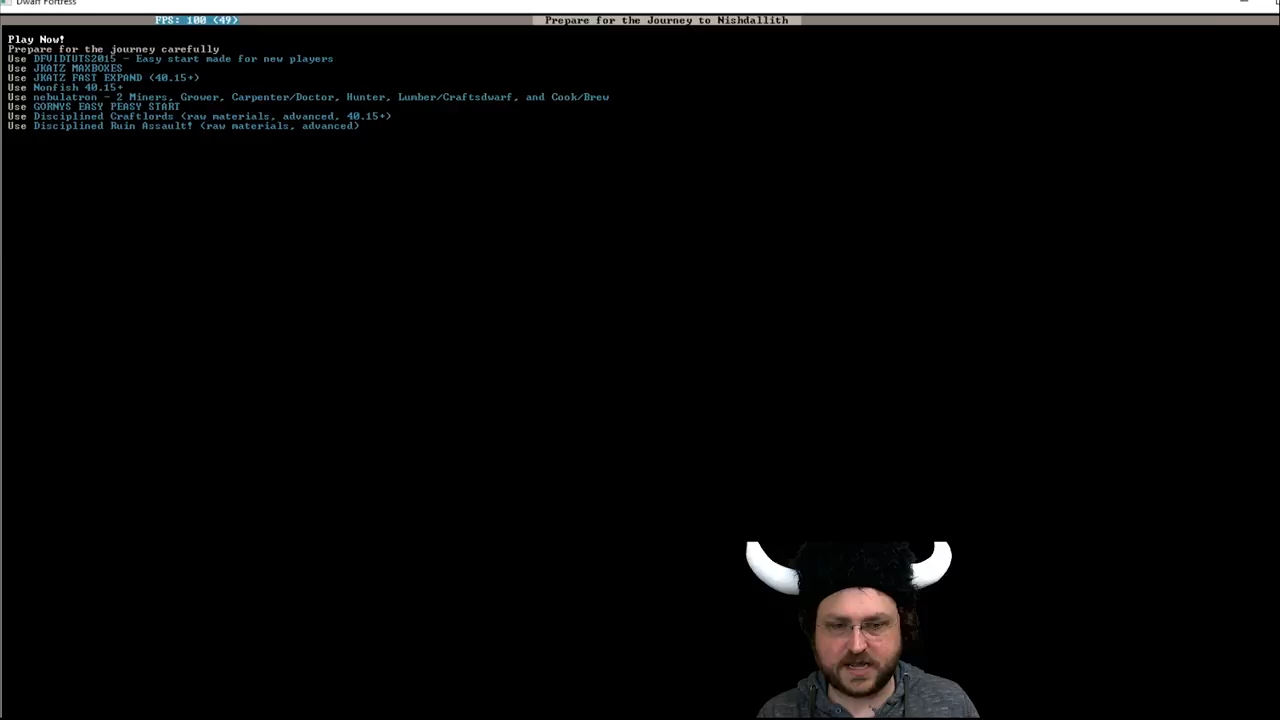 Dwarf Fortress
FPS: 100 (49)
Prepare for the Journey to Nishdallith
Play Now!
Prepare for the journey carefully
Use DFVIDTUTS2015 - Easy start made for new players
Use JKATZ MAXBOXES
Use JKATZ FAST EXPAND (40.15+)
Use Nonfish 40.15+
Use nebulatron - 2 Miners, Grower, Carpenter/Doctor, Hunter, Lumber/Craftsdwarf, and Cook/Brew
Use GORNYS EASY PEASY START
Use Disciplined Craftlords (raw materials, advanced, 40.15+)
Use Disciplined Ruin Assault! (raw materials, advanced)